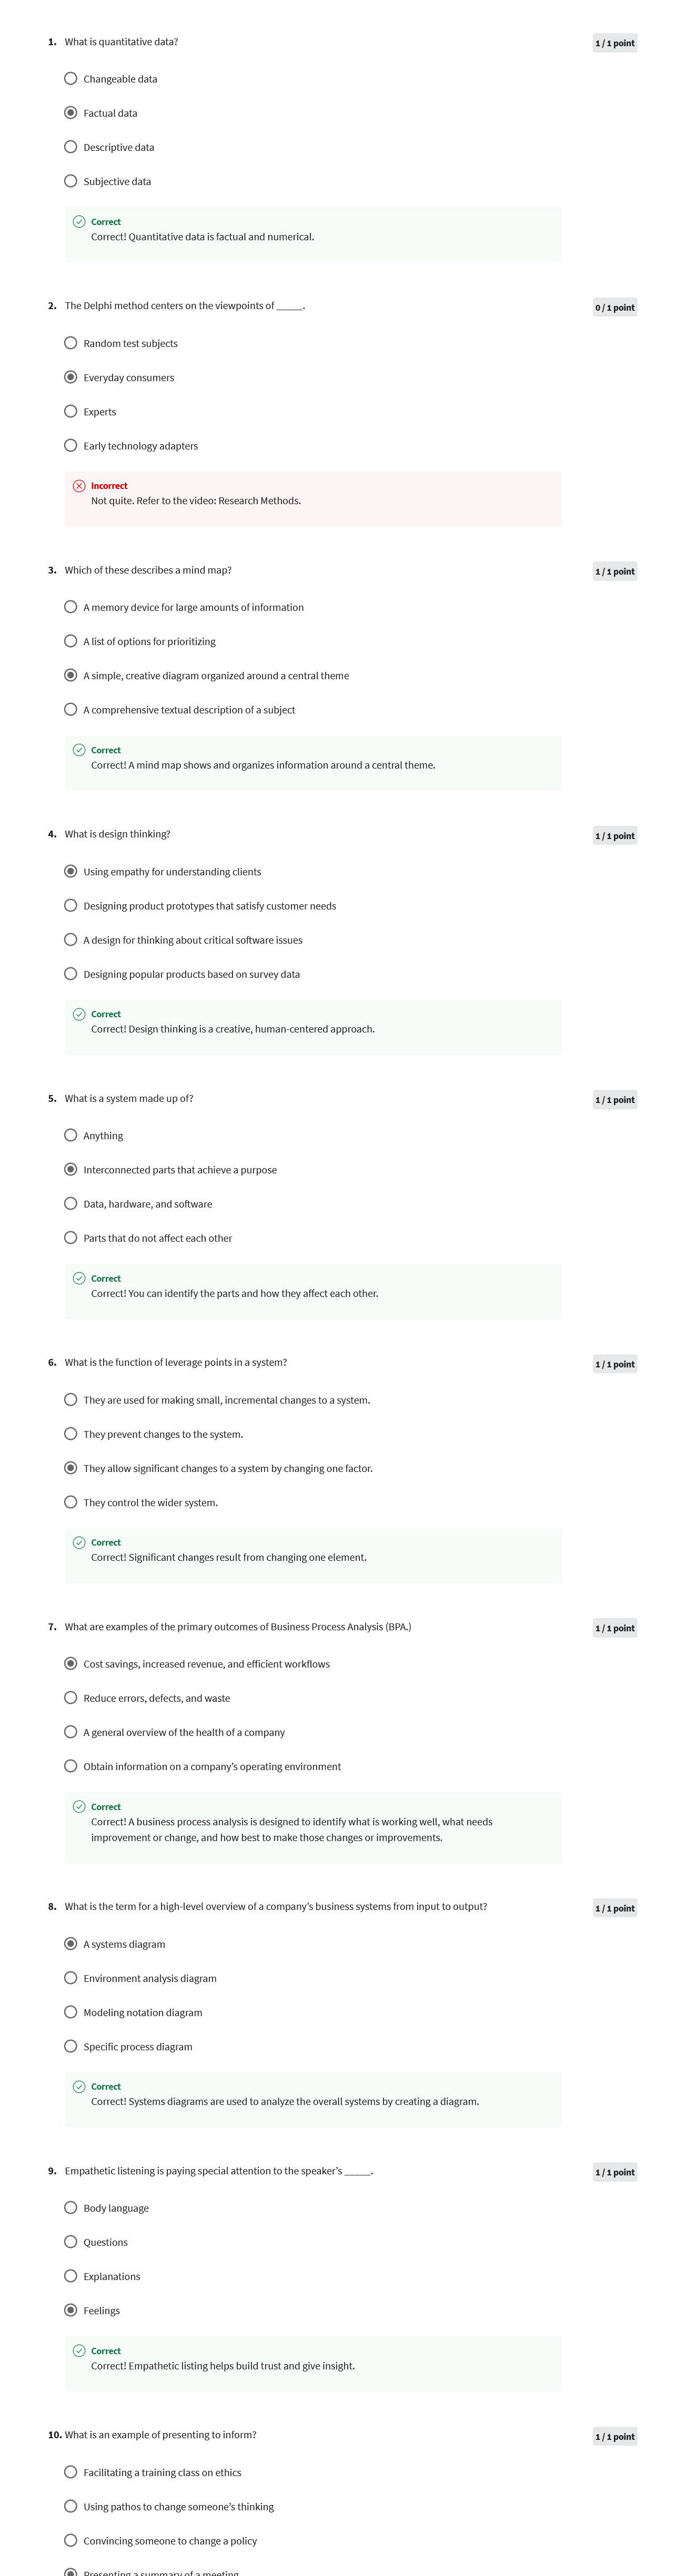 1. What is quantitative data?
1 / 1 point
Changeable data
Factual data
Descriptive data
Subjective data
Correct
Correct! Quantitative data is factual and numerical.
2. The Delphi method centers on the viewpoints of _____.
0 / 1 point
Random test subjects
Everyday consumers
Experts
Early technology adapters
Incorrect
Not quite. Refer to the video: Research Methods.
3. Which of these describes a mind map?
1 / 1 point
A memory device for large amounts of information
A list of options for prioritizing
A simple, creative diagram organized around a central theme
A comprehensive textual description of a subject
Correct
Correct! A mind map shows and organizes information around a central theme.
4. What is design thinking?
1 / 1 point
Using empathy for understanding clients
Designing product prototypes that satisfy customer needs
A design for thinking about critical software issues
Designing popular products based on survey data
Correct
Correct! Design thinking is a creative, human-centered approach.
5. What is a system made up of?
1 / 1 point
Anything
Interconnected parts that achieve a purpose
Data, hardware, and software
Parts that do not affect each other
Correct
Correct! You can identify the parts and how they affect each other.
6. What is the function of leverage points in a system?
1 / 1 point
They are used for making small, incremental changes to a system.
They prevent changes to the system.
They allow significant changes to a system by changing one factor.
They control the wider system.
Correct
Correct! Significant changes result from changing one element.
7. What are examples of the primary outcomes of Business Process Analysis (BPA.)
1 / 1 point
Cost savings, increased revenue, and efficient workflows
Reduce errors, defects, and waste
A general overview of the health of a company
Obtain information on a company's operating environment
Correct
Correct! A business process analysis is designed to identify what is working well, what needs
improvement or change, and how best to make those changes or improvements.
8. What is the term for a high-level overview of a company's business systems from input to output?
1 / 1 point
A systems diagram
Environment analysis diagram
Modeling notation diagram
Specific process diagram
Correct
Correct! Systems diagrams are used to analyze the overall systems by creating a diagram.
9. Empathetic listening is paying special attention to the speaker's _____.
1 / 1 point
Body language
Questions
Explanations
Feelings
Correct
Correct! Empathetic listing helps build trust and give insight.
10. What is an example of presenting to inform?
1 / 1 point
Facilitating a training class on ethics
Using pathos to change someone's thinking
Convincing someone to change a policy
Presenting a summary of a meeting